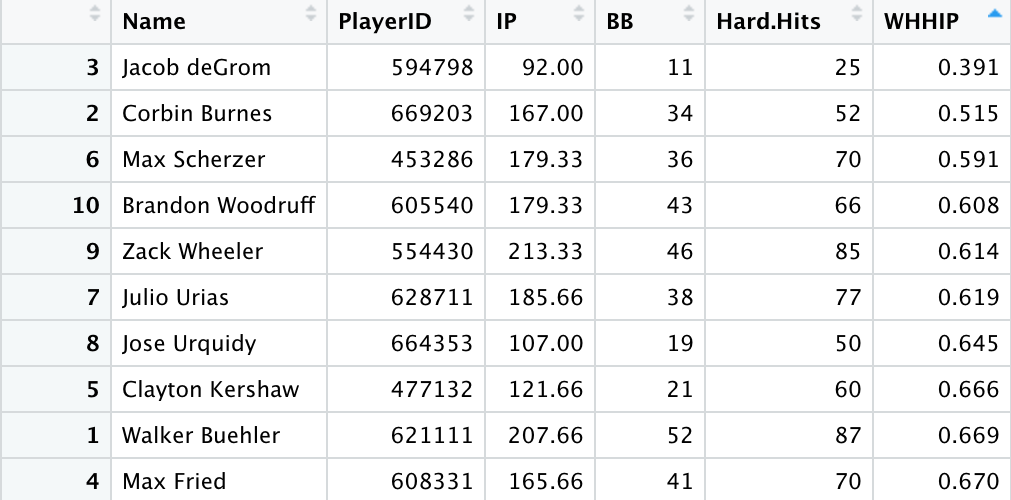 Name PlayerID IP BB Hard.Hits WHHIP
3 Jacob deGrom 594798 92.00 11 25 0.391
2 Corbin Burnes 669203 167.00 34 52 0.515
6 Max Scherzer 453286 179.33 36 70 0.591
10 Brandon Woodruff 605540 179.33 43 66 0.608
9 Zack Wheeler 554430 213.33 46 85 0.614
7 Julio Urias 628711 185.66 38 77 0.619
8 Jose Urquidy 664353 107.00 19 50 0.645
5 Clayton Kershaw 477132 121.66 21 60 0.666
1 Walker Buehler 621111 207.66 52 87 0.669
4 Max Fried 608331 165.66 41 70 0.670